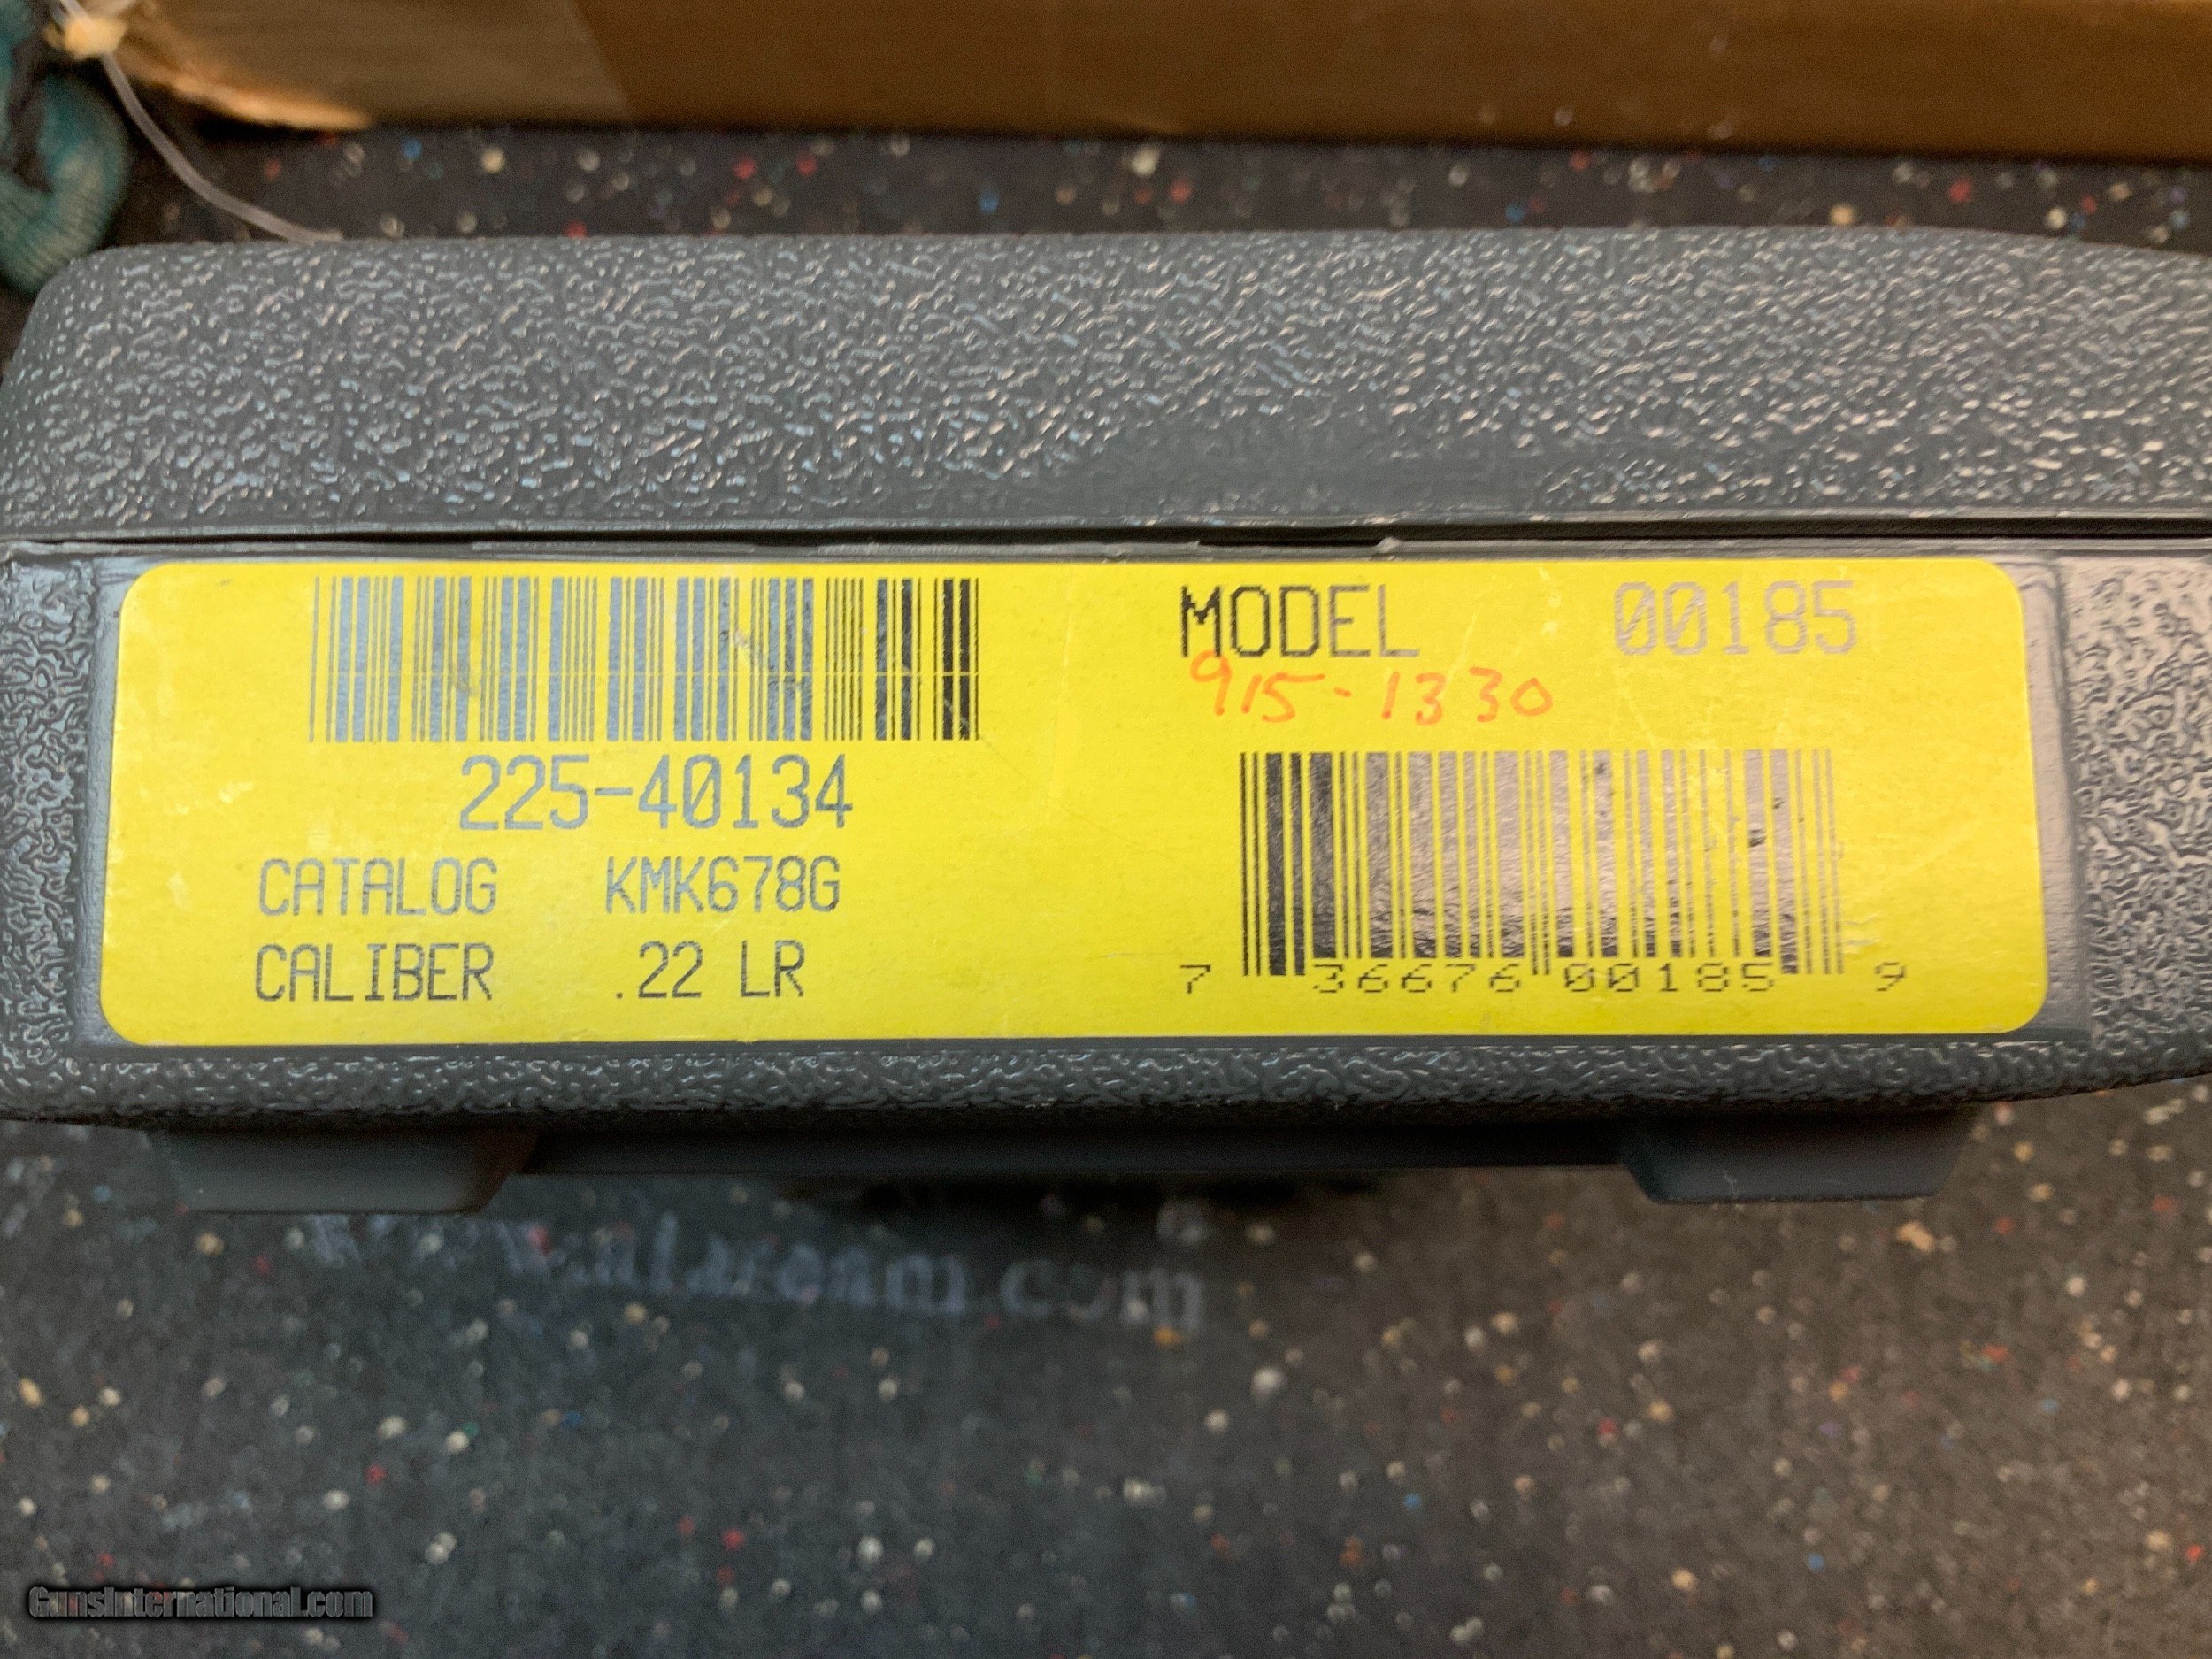 225-40134
CATALOG KMK678G
CALIBER .22 LR
MODEL 00185
915-1330
7 36676 00185 9
GunsInternational.com